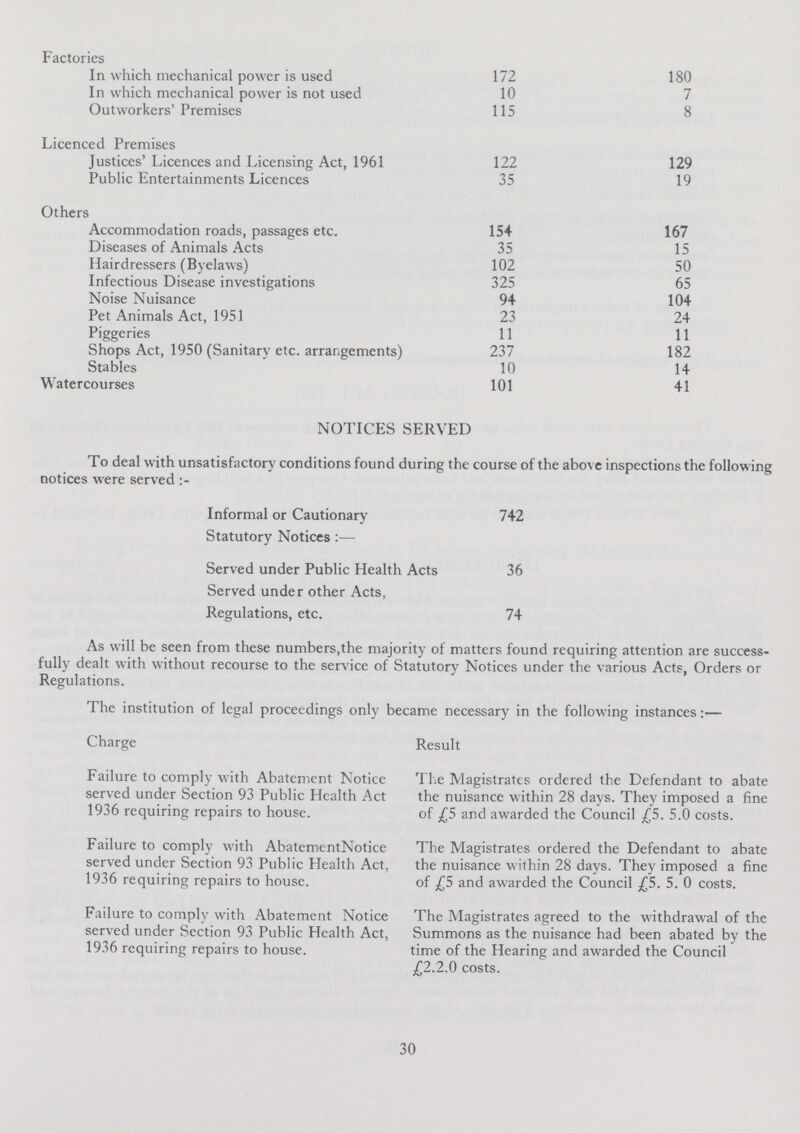 Factories
In which mechanical power is used 172 180
In which mechanical power is not used 10 7
Outworkers' Premises 115 8
Licenced Premises
Justices' Licences and Licensing Act, 1961 122 129
Public Entertainments Licences 35 19
Others
Accommodation roads, passages etc. 154 167
Diseases of Animals Acts 35 15
Hairdressers (Byelaws) 102 50
Infectious Disease investigations 325 65
Noise Nuisance 94 104
Pet Animals Act, 1951 23 24
Piggeries 11 11
Shops Act, 1950 (Sanitary etc. arrangements) 237 182
Stables 10 14
Watercourses 101 41
NOTICES SERVED
To deal with unsatisfactory conditions found during the course of the above inspections the following
notices were served :-
Informal or Cautionary 742
Statutory Notices :—
Served under Public Health Acts 36
Served under other Acts,
Regulations, etc. 74
As will be seen from these numbers,the majority of matters found requiring attention are success-
fully dealt with without recourse to the service of Statutory Notices under the various Acts, Orders or
Regulations.
The institution of legal proceedings only became necessary in the following instances:—
Charge Result
Failure to comply with Abatement Notice
served under Section 93 Public Health Act
1936 requiring repairs to house.
The Magistrates ordered the Defendant to abate
the nuisance within 28 days. They imposed a fine
of £5 and awarded the Council £5. 5.0 costs.
Failure to comply with AbatementNotice
served under Section 93 Public Health Act,
1936 requiring repairs to house.
The Magistrates ordered the Defendant to abate
the nuisance within 28 days. They imposed a fine
of £5 and awarded the Council £5. 5. 0 costs.
Failure to comply with Abatement Notice
served under Section 93 Public Health Act,
1936 requiring repairs to house.
The Magistrates agreed to the withdrawal of the
Summons as the nuisance had been abated by the
time of the Hearing and awarded the Council
£2.2.0 costs.
30